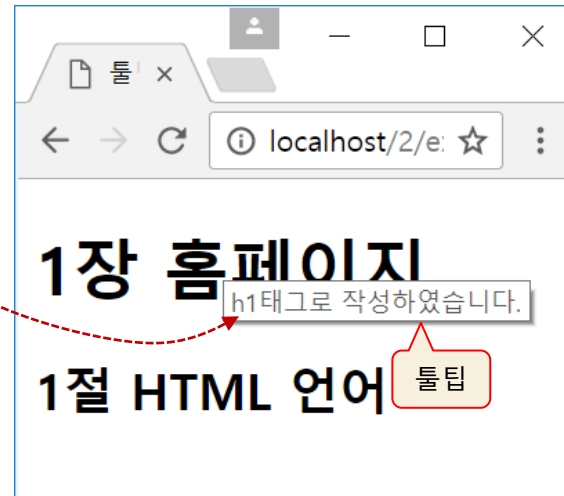 툴
localhost/2/e
1장 홈페이지
h1태그로 작성하였습니다.
툴팁
1절 HTML 언어